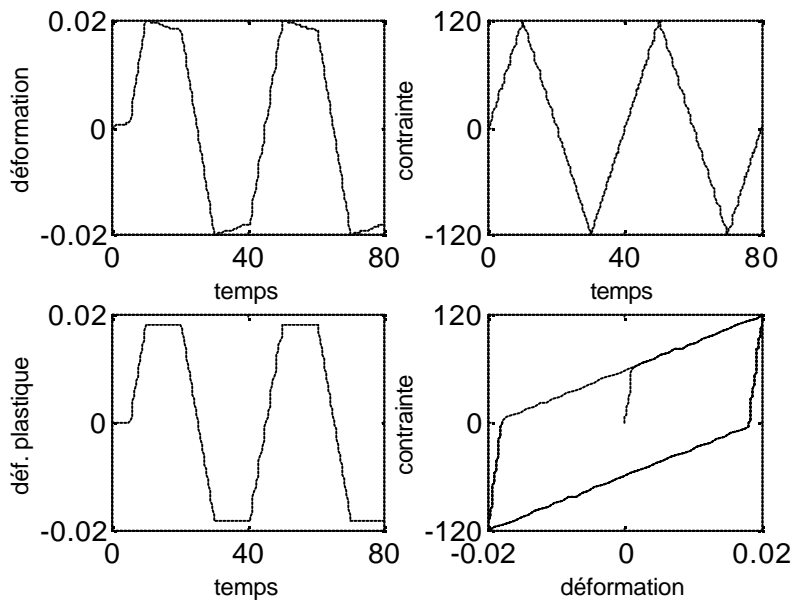 0.02
0
-0.02
déformation
0 40 80
temps
120
0
-120
contrainte
0 40 80
temps
0.02
0
-0.02
déf. plastique
0 40 80
temps
120
0
-120
contrainte
-0.02 0 0.02
déformation